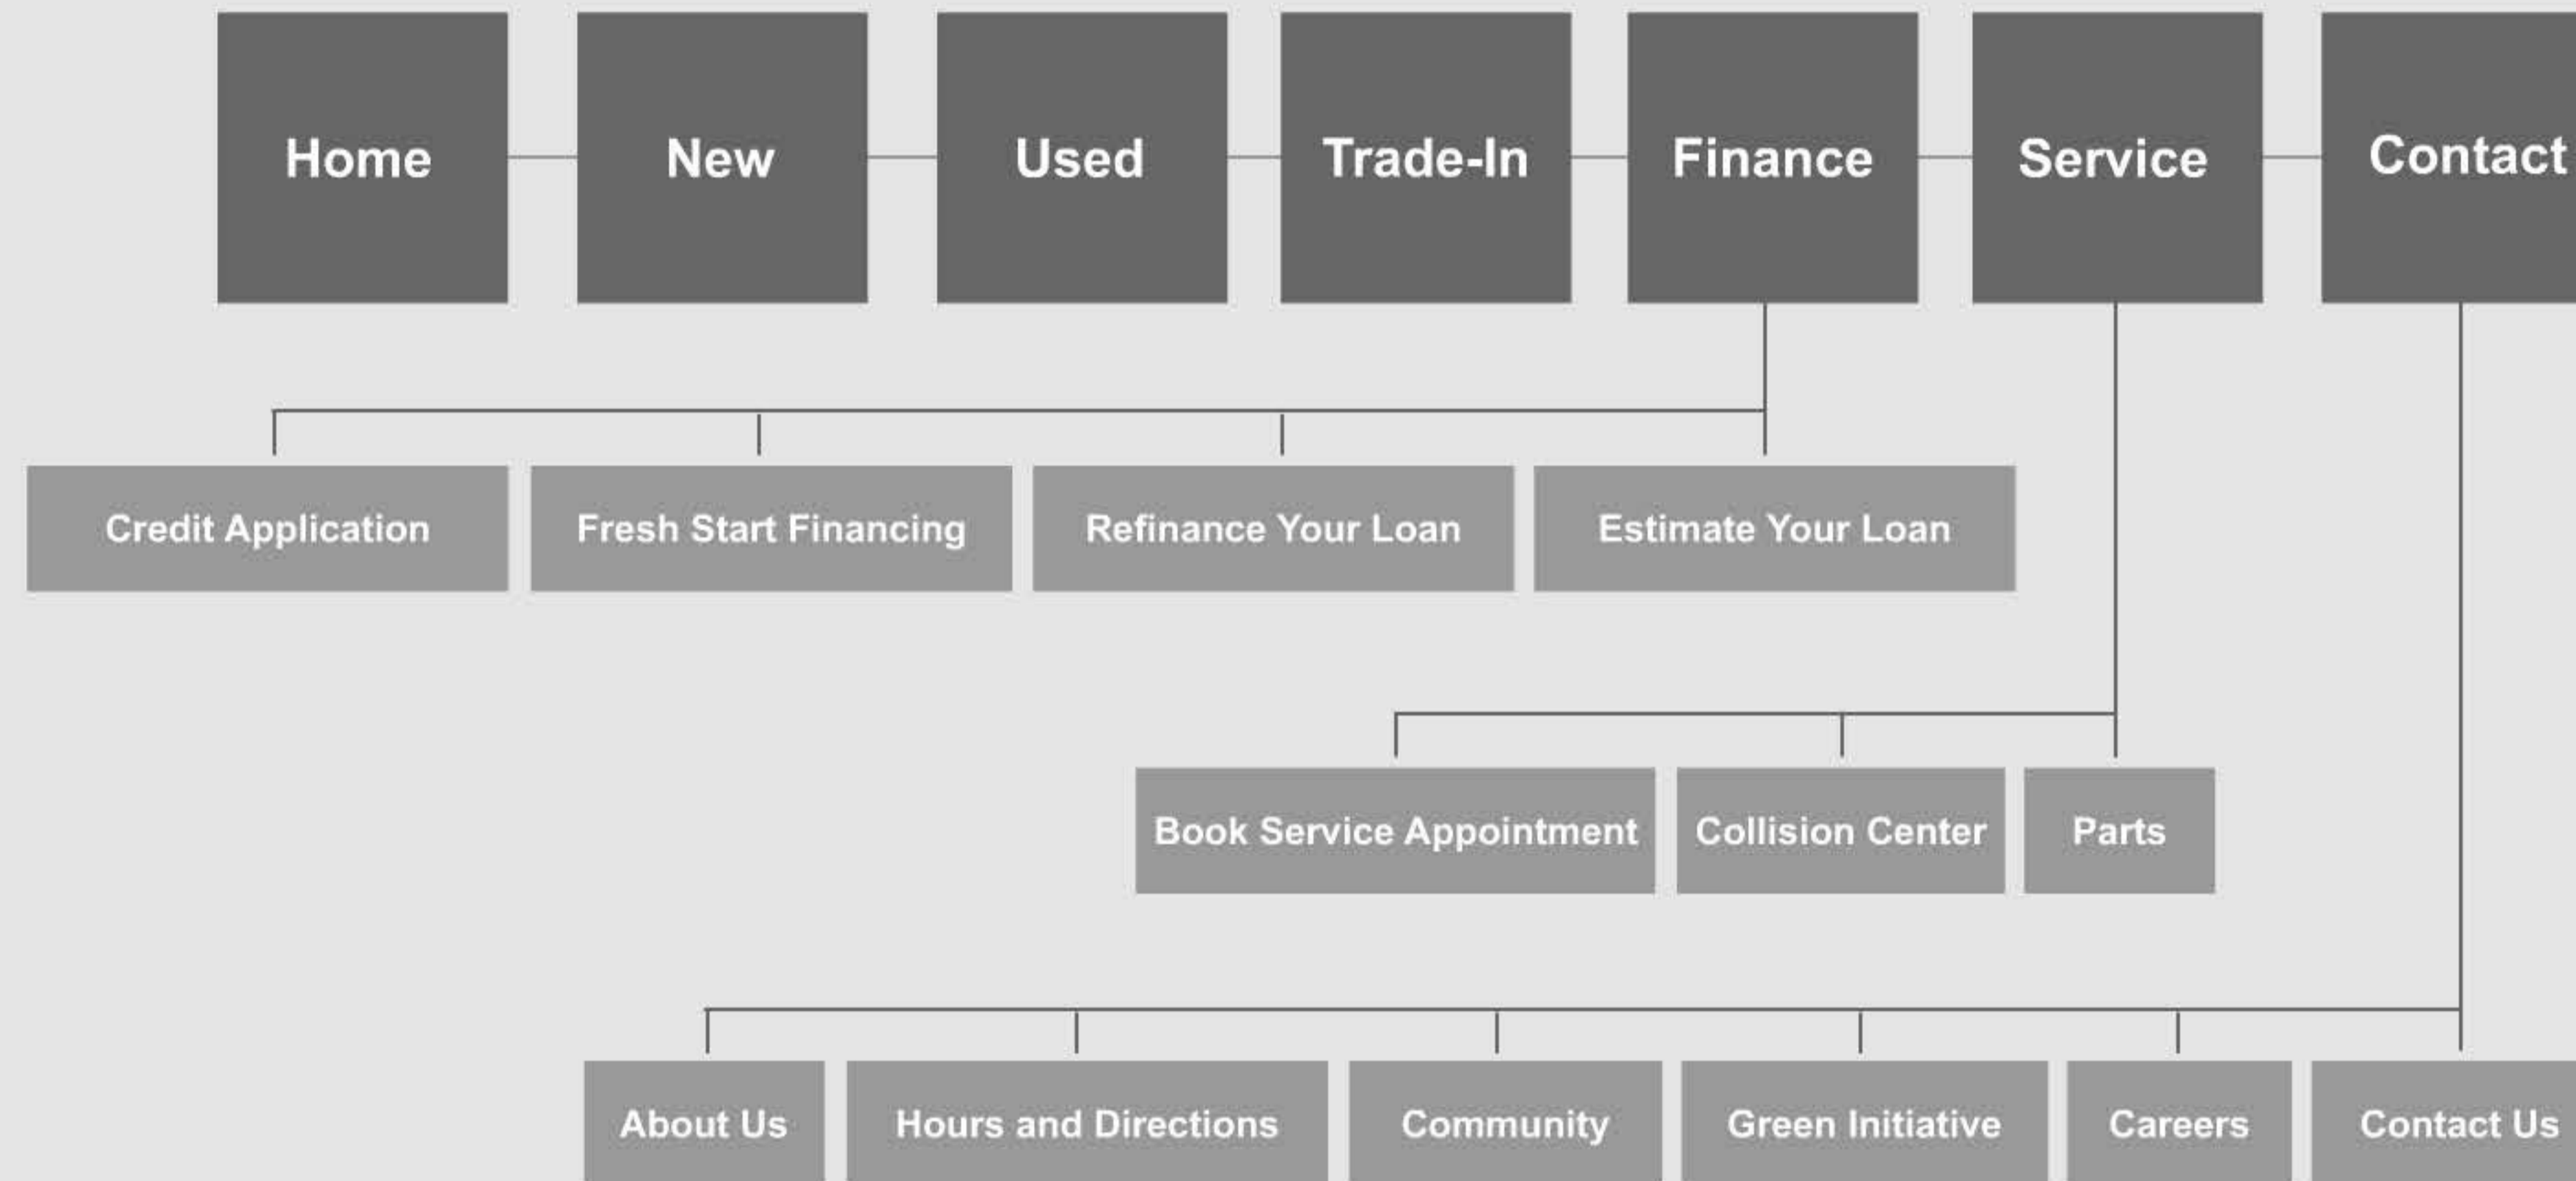 Home
New
Used
Trade-In
Finance
Service
Contact
Credit Application
Fresh Start Financing
Refinance Your Loan
Estimate Your Loan
Book Service Appointment
Collision Center
Parts
About Us
Hours and Directions
Community
Green Initiative
Careers
Contact Us